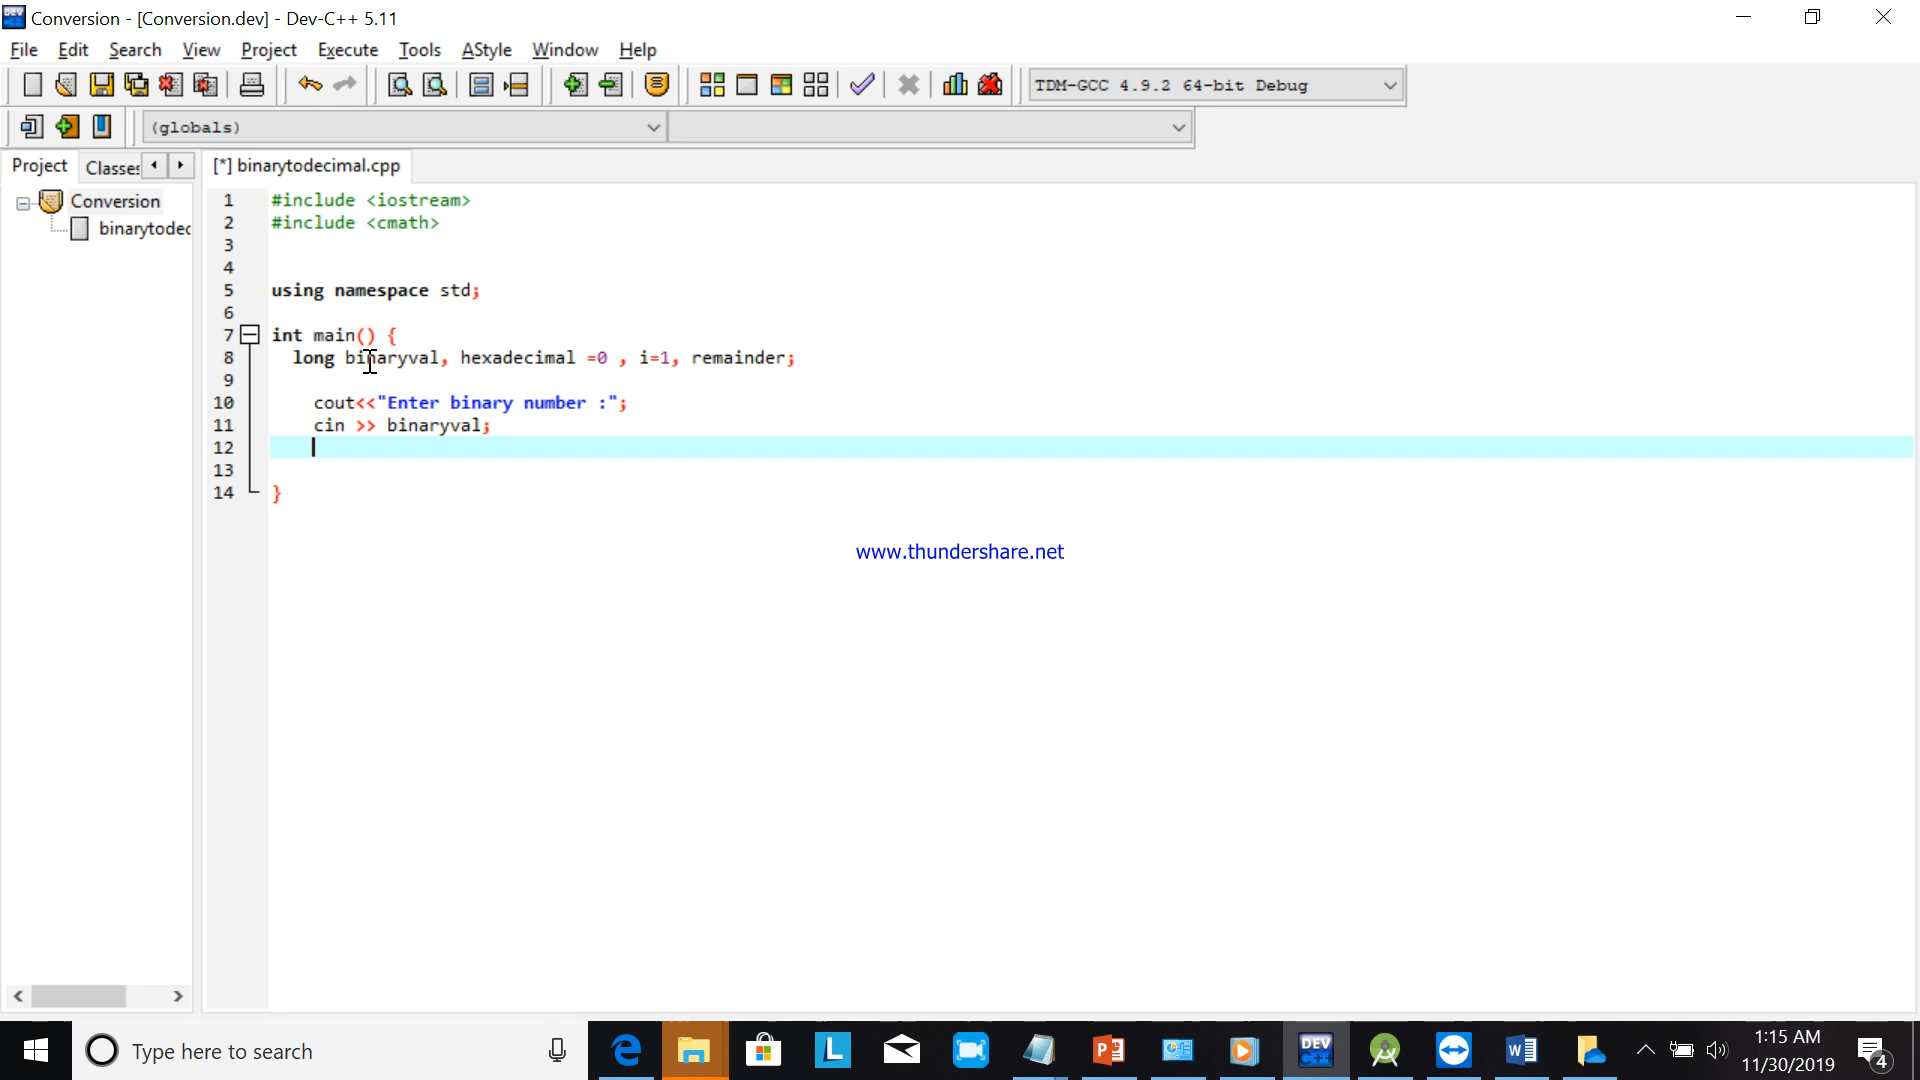 Conversion - [Conversion.dev] - Dev-C++ 5.11
File Edit Search View Project Execute Tools AStyle Window Help
TDM-GCC 4.9.2 64-bit Debug
(globals)
Project Classes [*] binarytodecimal.cpp
Conversion
binarytodec
1 #include <iostream>
2 #include <cmath>
3
4
5 using namespace std;
6
7 int main() {
8 long binaryval, hexadecimal =0 , i=1, remainder;
9
10 cout<<"Enter binary number :";
11 cin >> binaryval;
12
13
14 }
www.thundershare.net
Type here to search
DEV C++
1:15 AM
11/30/2019
4